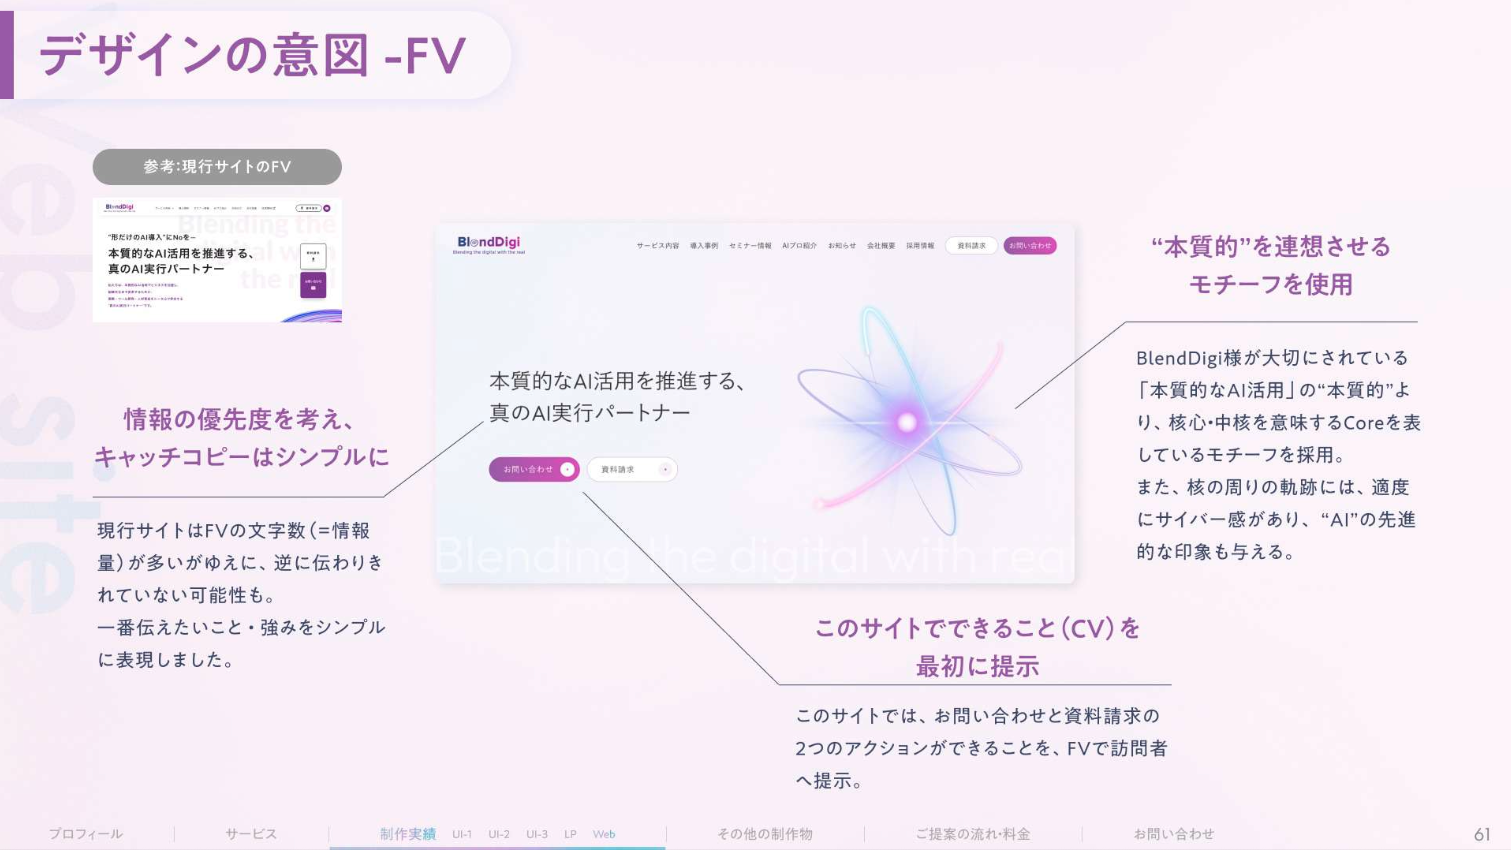 Web site
デザインの意図 -FV
参考:現行サイトのFV
BlendDigi
Blending the digital with the real
"形だけのAI導入"にNoを―
本質的なAI活用を推進する、
真のAI実行パートナー
情報の優先度を考え、
キャッチコピーはシンプルに
現行サイトはFVの文字数(=情報
量)が多いがゆえに、逆に伝わりき
れていない可能性も。
一番伝えたいこと・強みをシンプル
に表現しました。
BlendDigi
Blending the digital with the real
サービス内容 導入事例 セミナー情報 AIプロ紹介 お知らせ 会社概要 採用情報 資料請求 お問い合わせ
本質的なAI活用を推進する、
真のAI実行パートナー
お問い合わせ 資料請求
Blending the digital with real
“本質的”を連想させる
モチーフを使用
BlendDigi様が大切にされている
「本質的なAI活用」の“本質的”よ
り、核心・中核を意味するCoreを表
しているモチーフを採用。
また、核の周りの軌跡には、適度
にサイバー感があり、“AI”の先進
的な印象も与える。
このサイトでできること(CV)を
最初に提示
このサイトでは、お問い合わせと資料請求の
2つのアクションができることを、FVで訪問者
へ提示。
プロフィール サービス 制作実績 UI-1 UI-2 UI-3 LP Web その他の制作物 ご提案の流れ・料金 お問い合わせ 61